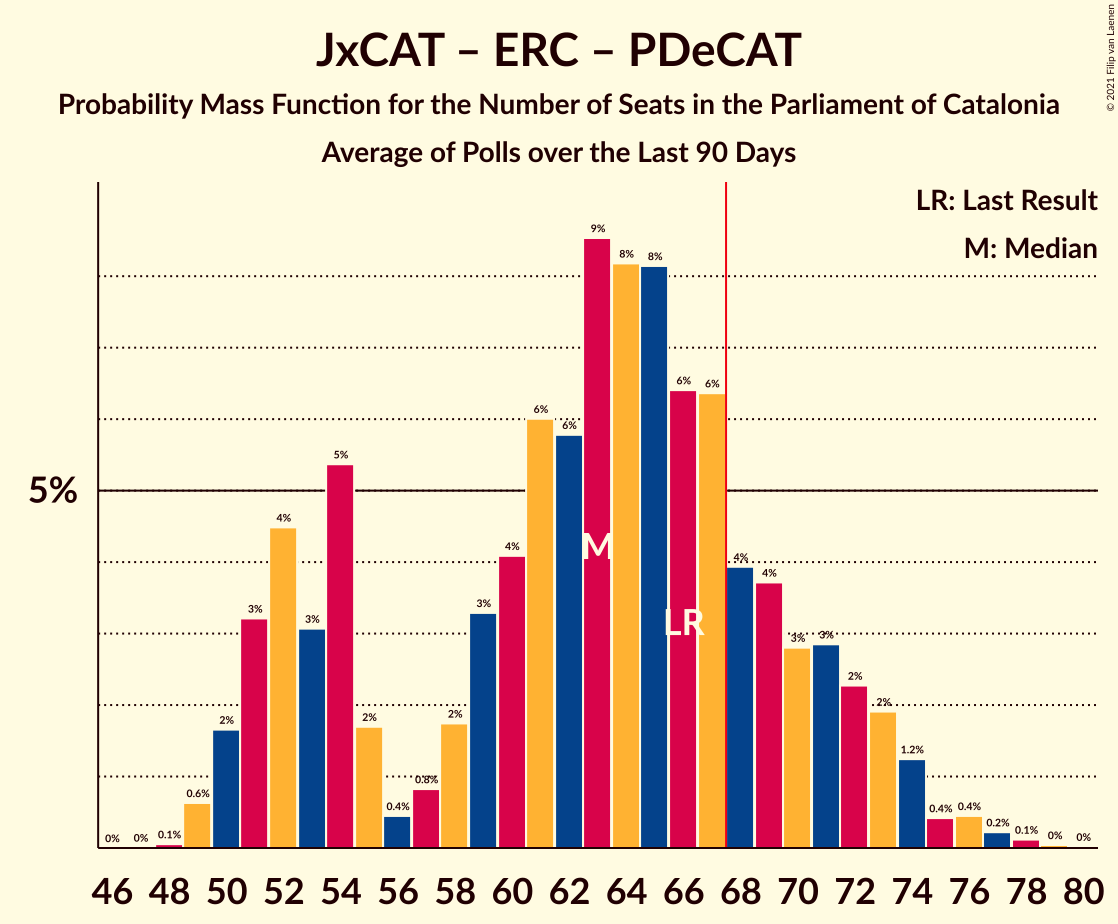 JxCAT – ERC – PDeCAT
Probability Mass Function for the Number of Seats in the Parliament of Catalonia
Average of Polls over the Last 90 Days
© 2021 Filip van Laenen
LR: Last Result
M: Median
5%
0% 0% 0.1% 0.6% 2% 3% 4% 3% 5% 2% 0.4% 0.8% 2% 3% 4% 6% 6% 9% 8% 8% 6% 6% 4% 4% 3% 3% 2% 2% 1.2% 0.4% 0.4% 0.2% 0.1% 0% 0%
M
LR
46 48 50 52 54 56 58 60 62 64 66 68 70 72 74 76 78 80